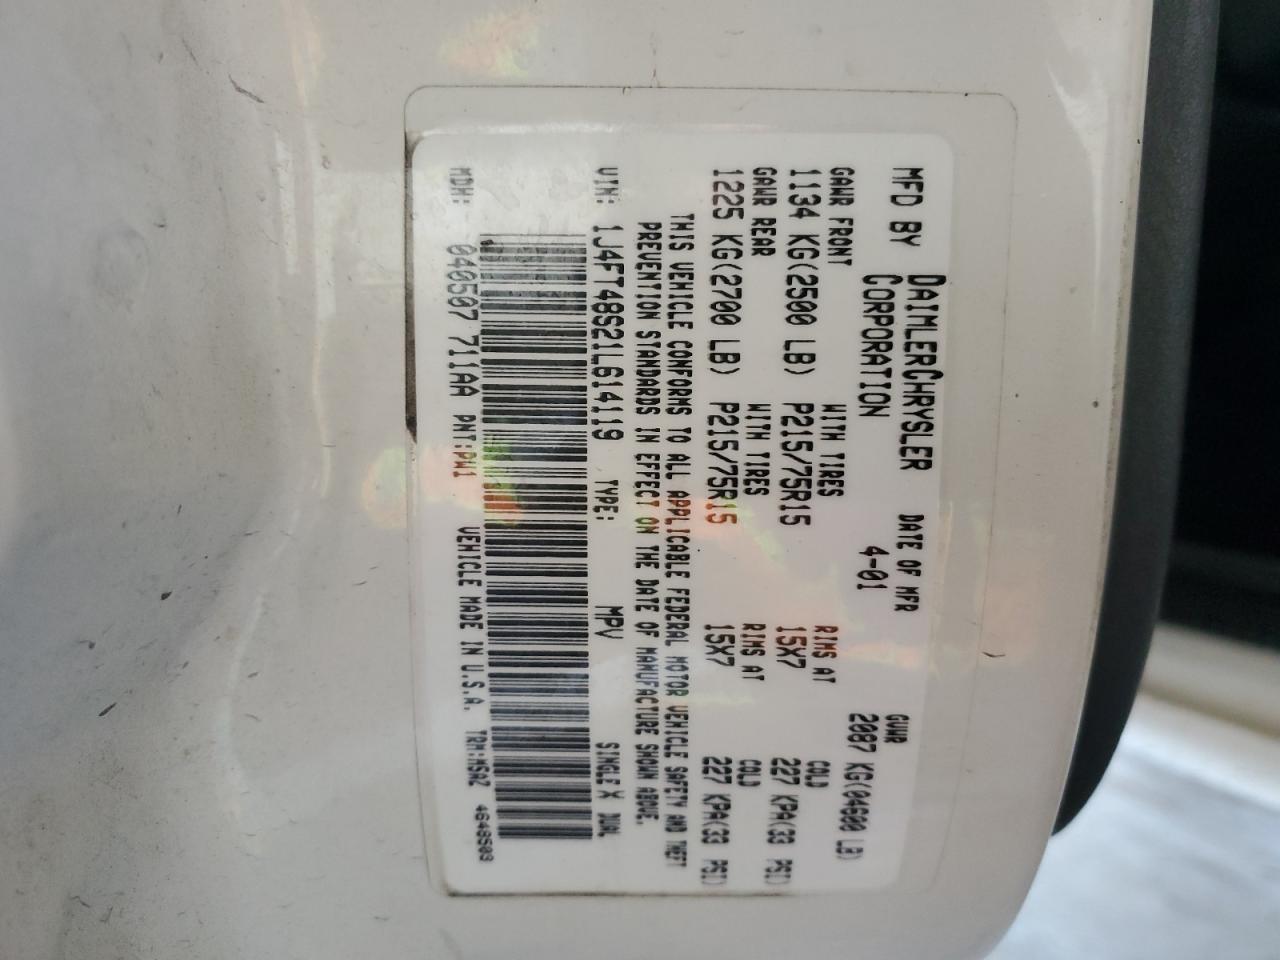 MFD BY DAIMLERCHRYSLER CORPORATION DATE OF MFR 4-01 GVWR 2087 KG(04600 LB)
GAWR FRONT WITH TIRES RIMS AT COLD
1134 KG(2500 LB) P215/75R15 15X7 227 KPA(33 PSI)
GAWR REAR WITH TIRES RIMS AT COLD
1225 KG(2700 LB) P215/75R15 15X7 227 KPA(33 PSI)
THIS VEHICLE CONFORMS TO ALL APPLICABLE FEDERAL MOTOR VEHICLE SAFETY AND THEFT
PREVENTION STANDARDS IN EFFECT ON THE DATE OF MANUFACTURE SHOWN ABOVE.
VIN: 1J4FT48S21L614119 TYPE: MPV SINGLE X DUAL
MDH: 040507 711AA PNT:PW1 VEHICLE MADE IN U.S.A. TRM:MSAZ 4648503